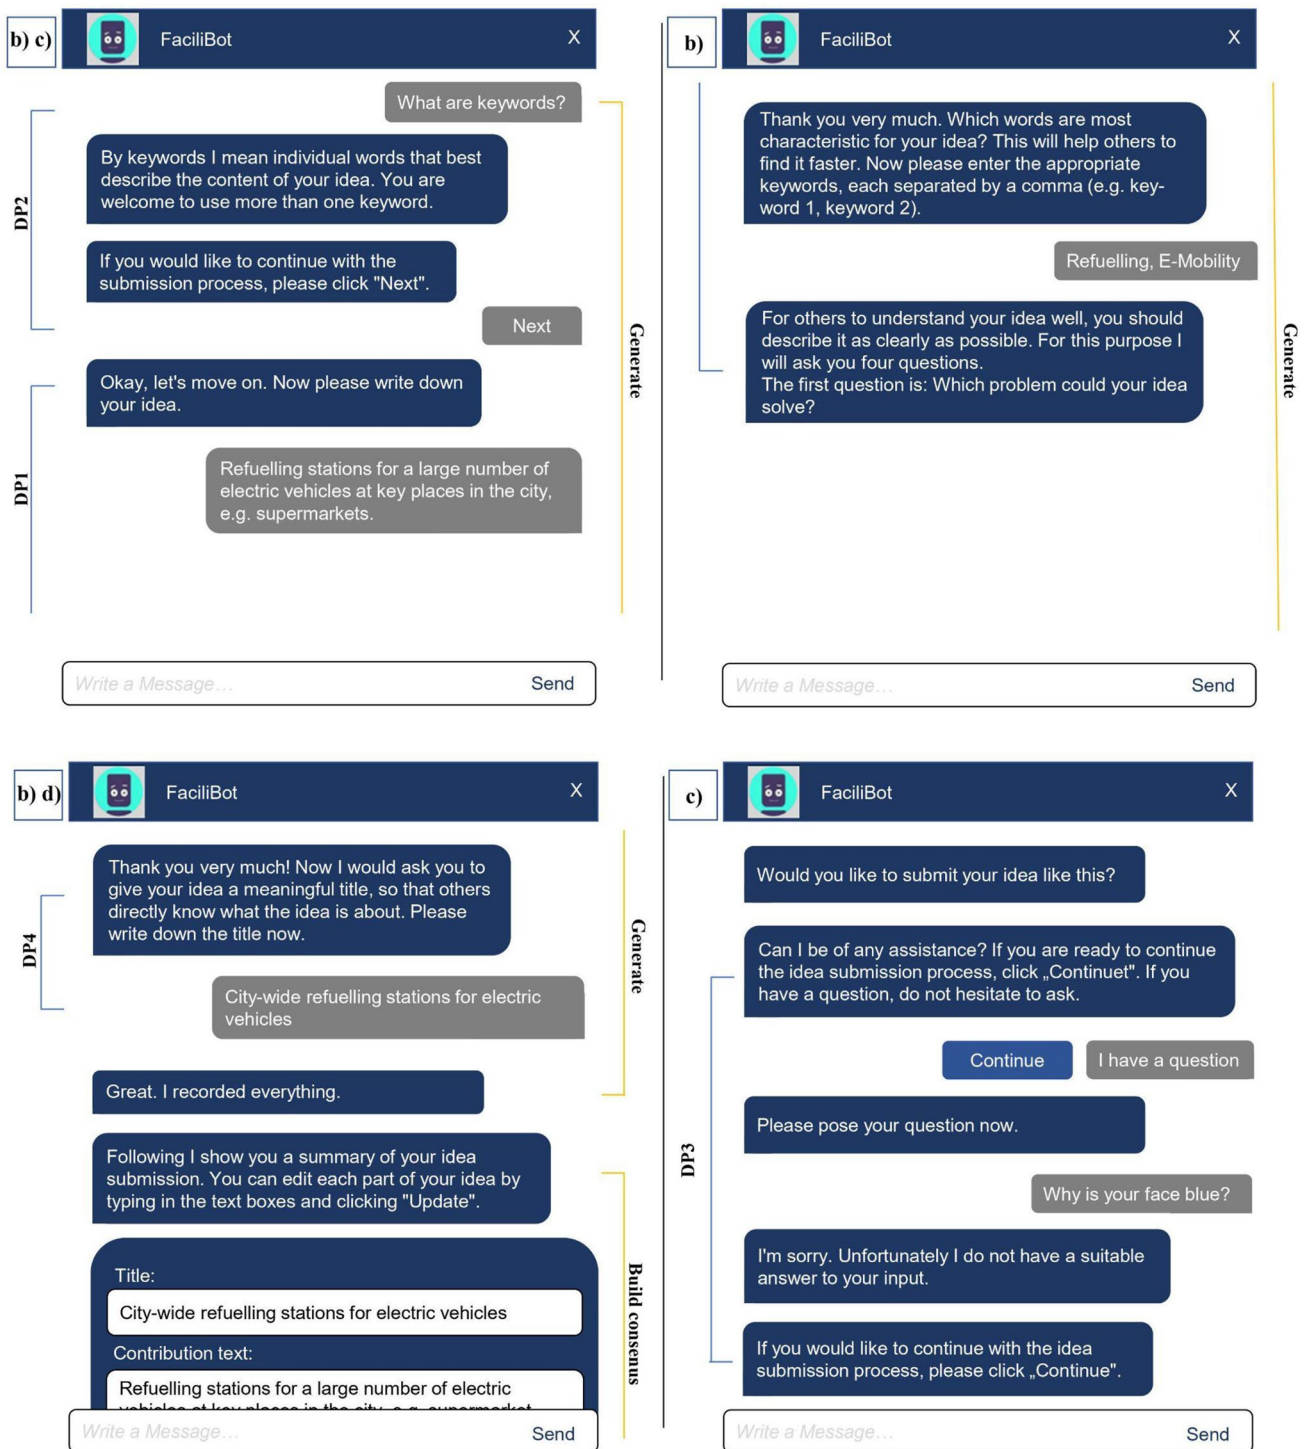 b) c)
FaciliBot
X
What are keywords?
By keywords I mean individual words that best
describe the content of your idea. You are
welcome to use more than one keyword.
If you would like to continue with the
submission process, please click "Next".
Next
Okay, let's move on. Now please write down
your idea.
Refuelling stations for a large number of
electric vehicles at key places in the city,
e.g. supermarkets.
DP2
DP1
Generate
Write a Message...
Send
b)
FaciliBot
X
Thank you very much. Which words are most
characteristic for your idea? This will help others to
find it faster. Now please enter the appropriate
keywords, each separated by a comma (e.g. key-
word 1, keyword 2).
Refuelling, E-Mobility
For others to understand your idea well, you should
describe it as clearly as possible. For this purpose I
will ask you four questions.
The first question is: Which problem could your idea
solve?
Generate
Write a Message...
Send
b) d)
FaciliBot
X
Thank you very much! Now I would ask you to
give your idea a meaningful title, so that others
directly know what the idea is about. Please
write down the title now.
City-wide refuelling stations for electric
vehicles
Great. I recorded everything.
Following I show you a summary of your idea
submission. You can edit each part of your idea by
typing in the text boxes and clicking "Update".
Title:
City-wide refuelling stations for electric vehicles
Contribution text:
Refuelling stations for a large number of electric
vehicles at key places in the city, e.g. supermarket
DP4
Generate
Build consenus
Write a Message...
Send
c)
FaciliBot
X
Would you like to submit your idea like this?
Can I be of any assistance? If you are ready to continue
the idea submission process, click „Continuet". If you
have a question, do not hesitate to ask.
Continue
I have a question
Please pose your question now.
Why is your face blue?
I'm sorry. Unfortunately I do not have a suitable
answer to your input.
If you would like to continue with the idea
submission process, please click „Continue".
DP3
Write a Message...
Send